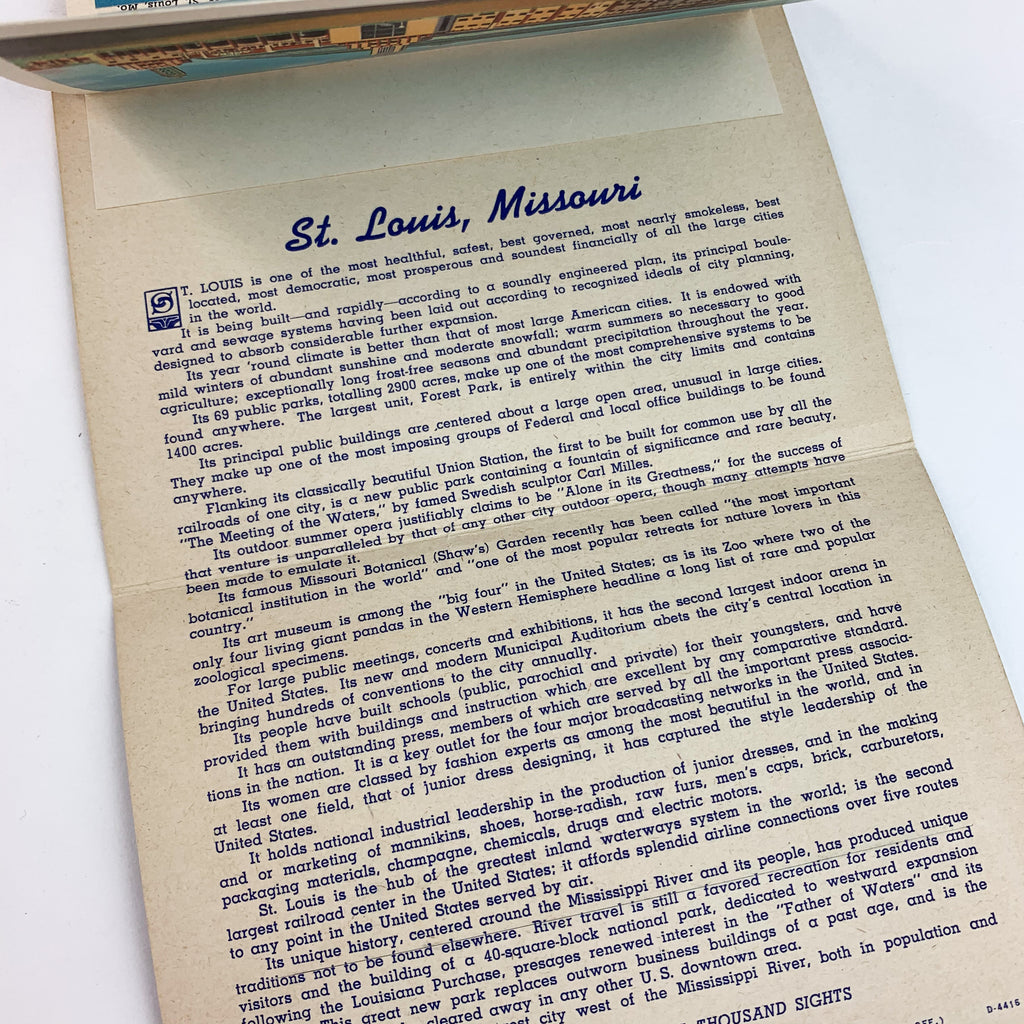 St. Louis, Mo.
St. Louis, Missouri
ST. LOUIS is one of the most healthful, safest, best governed, most nearly smokeless, best
located, most democratic, most prosperous and soundest financially of all the large cities
in the world.
It is being built—and rapidly—according to a soundly engineered plan, its principal boule-
vard and sewage systems having been laid out according to recognized ideals of city planning,
designed to absorb considerable further expansion.
Its year 'round climate is better than that of most large American cities. It is endowed with
mild winters of abundant sunshine and moderate snowfall; warm summers so necessary to good
agriculture; exceptionally long frost-free seasons and abundant precipitation throughout the year.
Its 69 public parks, totalling 2900 acres, make up one of the most comprehensive systems to be
found anywhere. The largest unit, Forest Park, is entirely within the city limits and contains
1400 acres.
Its principal public buildings are centered about a large open area, unusual in large cities.
They make up one of the most imposing groups of Federal and local office buildings to be found
anywhere.
Flanking its classically beautiful Union Station, the first to be built for common use by all the
railroads of one city, is a new public park containing a fountain of significance and rare beauty,
"The Meeting of the Waters," by famed Swedish sculptor Carl Milles.
Its outdoor summer opera justifiably claims to be "Alone in its Greatness," for the success of
that venture is unparalleled by that of any other city outdoor opera, though many attempts have
been made to emulate it.
Its famous Missouri Botanical (Shaw's) Garden recently has been called "the most important
botanical institution in the world" and "one of the most popular retreats for nature lovers in this
country."
Its art museum is among the "big four" in the United States; as is its Zoo where two of the
only four living giant pandas in the Western Hemisphere headline a long list of rare and popular
zoological specimens.
For large public meetings, concerts and exhibitions, it has the second largest indoor arena in
the United States. Its new and modern Municipal Auditorium abets the city's central location in
bringing hundreds of conventions to the city annually.
Its people have built schools (public, parochial and private) for their youngsters, and have
provided them with buildings and instruction which are excellent by any comparative standard.
It has an outstanding press, members of which are served by all the important press associa-
tions in the nation. It is a key outlet for the four major broadcasting networks in the United States.
Its women are classed by fashion experts as among the most beautiful in the world, and in
at least one field, that of junior dress designing, it has captured the style leadership of the
United States.
It holds national industrial leadership in the production of junior dresses, and in the making
and or marketing of mannikins, shoes, horse-radish, raw furs, men's caps, brick, carburetors,
packaging materials, champagne, chemicals, drugs and electric motors.
St. Louis is the hub of the greatest inland waterways system in the world; is the second
largest railroad center in the United States; it affords splendid airline connections over five routes
to any point in the United States served by air.
Its unique history, centered around the Mississippi River and its people, has produced unique
traditions not to be found elsewhere. River travel is still a favored recreation for residents and
visitors and the building of a 40-square-block national park, dedicated to westward expansion
following the Louisiana Purchase, presages renewed interest in the "Father of Waters" and its
This great new park replaces outworn business buildings of a past age, and is the
cleared away in any other U.S. downtown area.
city west of the Mississippi River, both in population and
THOUSAND SIGHTS
D-4416